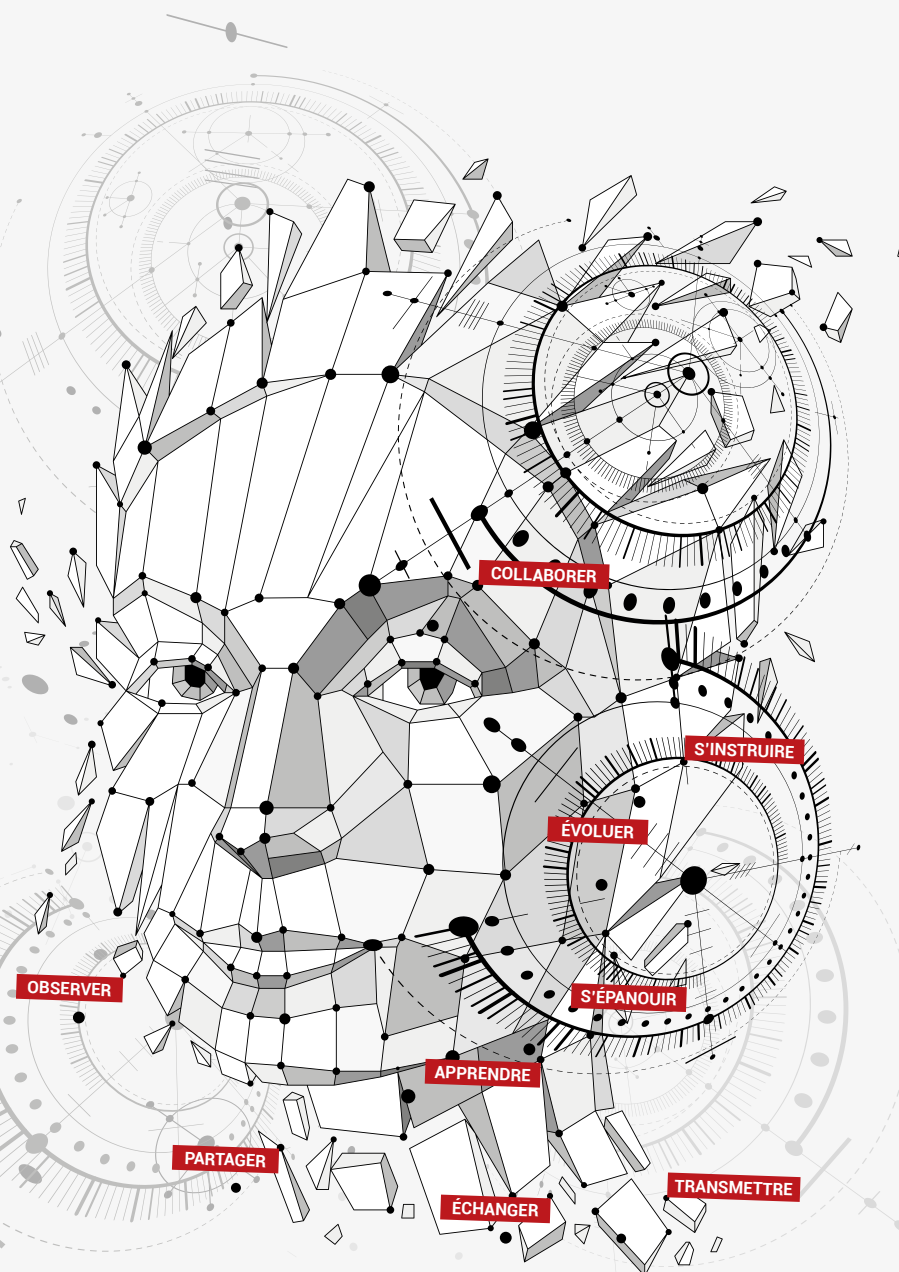 COLLABORER
S'INSTRUIRE
ÉVOLUER
OBSERVER
S'ÉPANOUIR
APPRENDRE
PARTAGER
TRANSMETTRE
ÉCHANGER